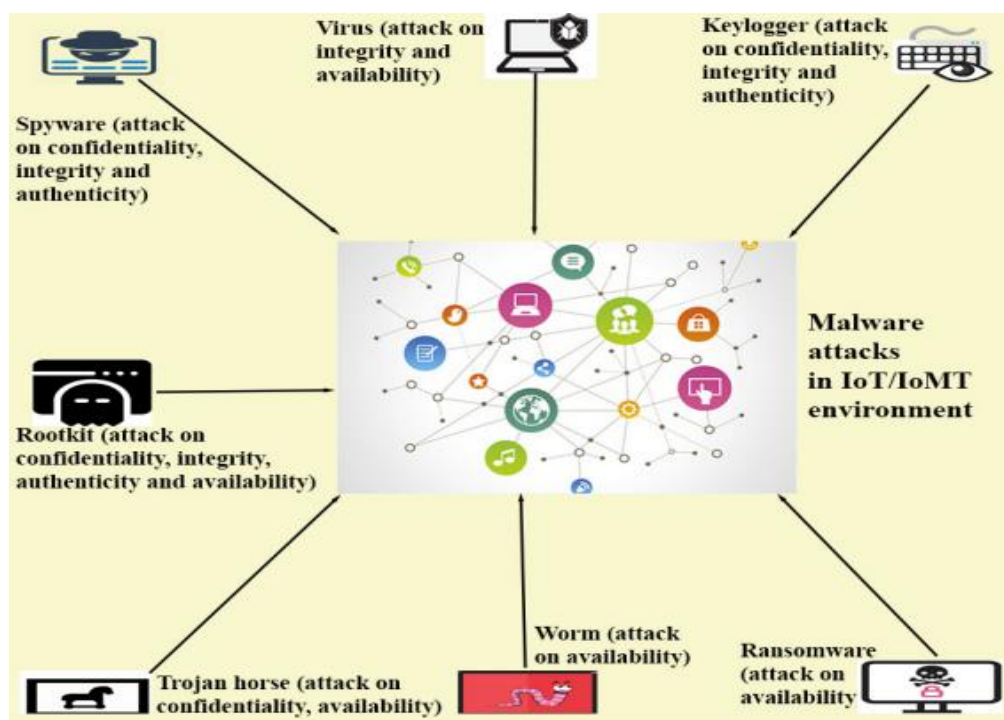 Virus (attack on
integrity and
availability)
Keylogger (attack
on confidentiality,
integrity and
authenticity)
Spyware (attack
on confidentiality,
integrity and
authenticity)
Malware
attacks
in IoT/IoMT
environment
Rootkit (attack on
confidentiality, integrity,
authenticity and availability)
Trojan horse (attack on
confidentiality, availability)
Worm (attack
on availability)
Ransomware
(attack on
availability